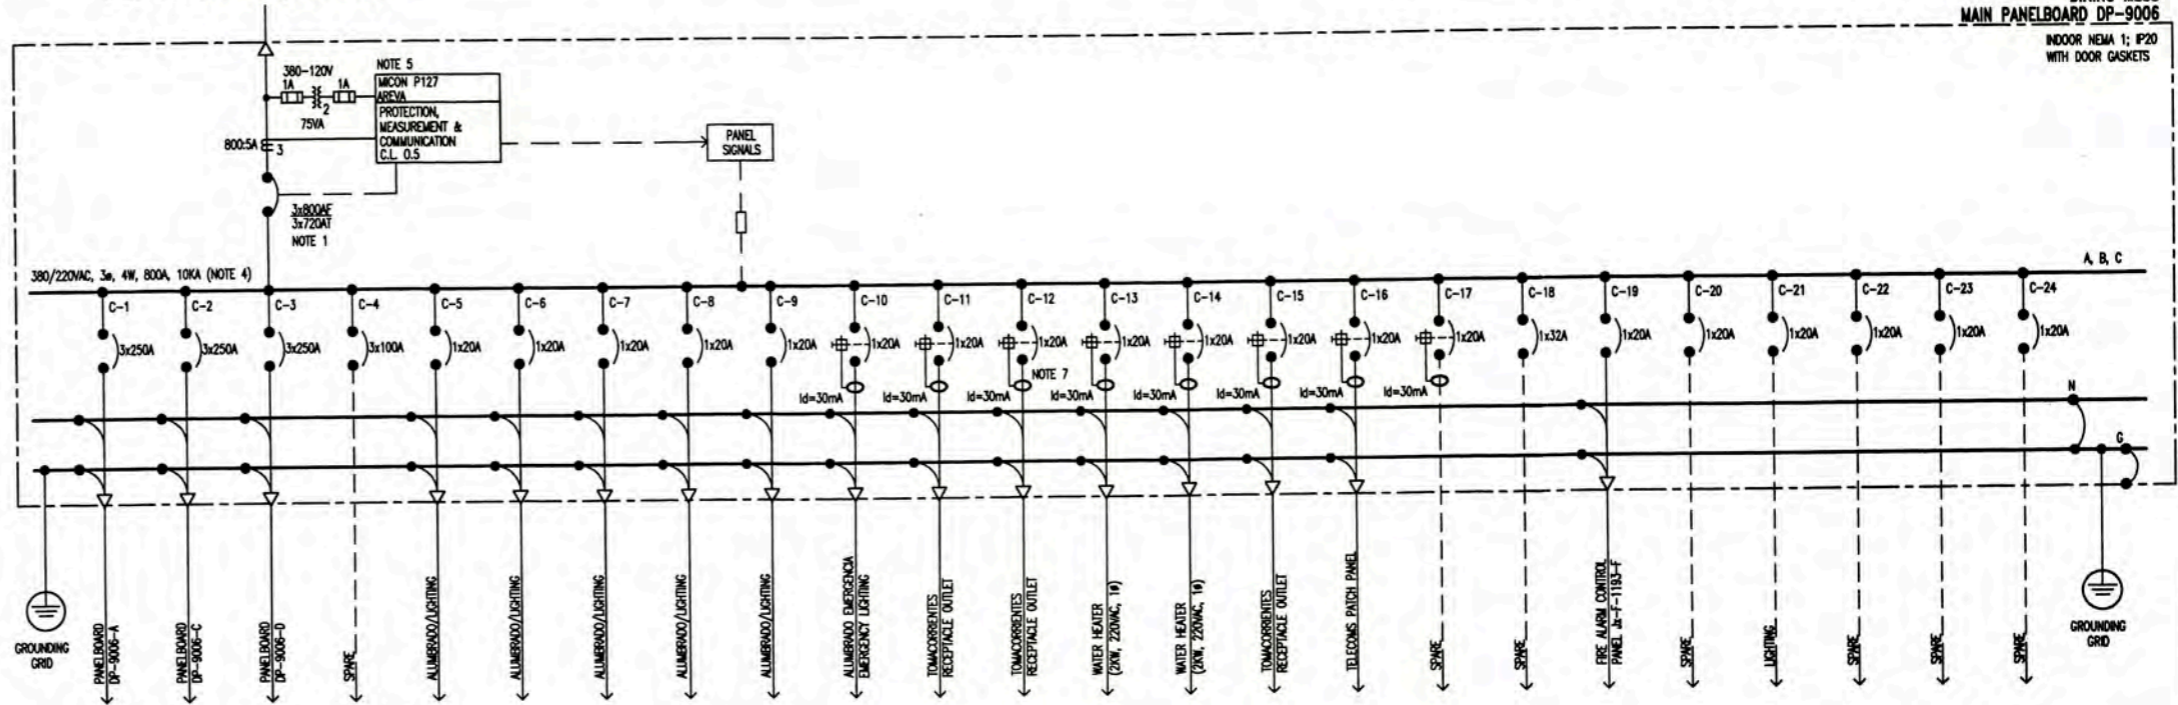 MAIN PANELBOARD DP-9006
INDOOR NEMA 1; IP20
WITH DOOR GASKETS
NOTE 5
380-120V
1A
1A
2
75VA
MICON P127
AREVA
PROTECTION,
MEASUREMENT &
COMMUNICATION
C.L. 0.5
800:5A
3
PANEL
SIGNALS
3x800AF
3x720AT
NOTE 1
380/220VAC, 3ø, 4W, 800A, 10KA (NOTE 4)
A, B, C
C-1
C-2
C-3
C-4
C-5
C-6
C-7
C-8
C-9
C-10
C-11
C-12
C-13
C-14
C-15
C-16
C-17
C-18
C-19
C-20
C-21
C-22
C-23
C-24
3x250A
3x250A
3x250A
3x100A
1x20A
1x20A
1x20A
1x20A
1x20A
1x20A
1x20A
1x20A
1x20A
1x20A
1x20A
1x20A
1x20A
1x32A
1x20A
1x20A
1x20A
1x20A
1x20A
1x20A
NOTE 7
Id=30mA
Id=30mA
Id=30mA
Id=30mA
Id=30mA
Id=30mA
Id=30mA
Id=30mA
N
G
GROUNDING
GRID
PANELBOARD
DP-9006-A
PANELBOARD
DP-9006-C
PANELBOARD
DP-9006-D
SPARE
ALUMBRADO/LIGHTING
ALUMBRADO/LIGHTING
ALUMBRADO/LIGHTING
ALUMBRADO/LIGHTING
ALUMBRADO/LIGHTING
ALUMBRADO EMERGENCIA
EMERGENCY LIGHTING
TOMACORRIENTES
RECEPTACLE OUTLET
TOMACORRIENTES
RECEPTACLE OUTLET
WATER HEATER
(2KW, 220VAC, 1ø)
WATER HEATER
(2KW, 220VAC, 1ø)
TOMACORRIENTES
RECEPTACLE OUTLET
TELECOMS PATCH PANEL
SPARE
SPARE
FIRE ALARM CONTROL
PANEL Jx-F-1193-F
SPARE
LIGHTING
SPARE
SPARE
SPARE
GROUNDING
GRID